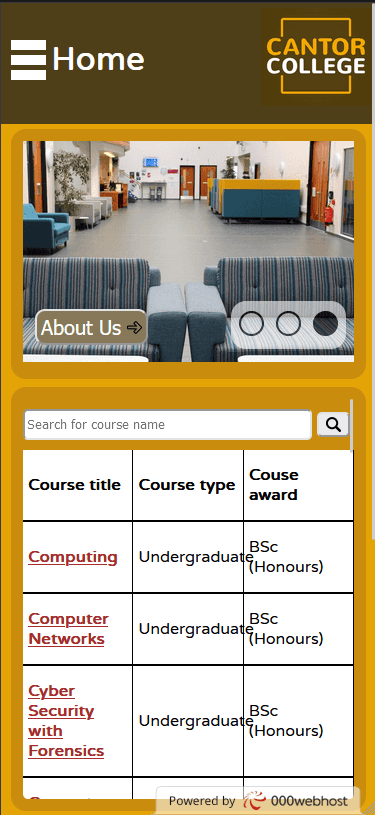 Home
CANTOR
COLLEGE
About Us
Search for course name
Course title Course type Couse award
Computing Undergraduate BSc (Honours)
Computer Networks Undergraduate BSc (Honours)
Cyber Security with Forensics Undergraduate BSc (Honours)
Powered by 000webhost